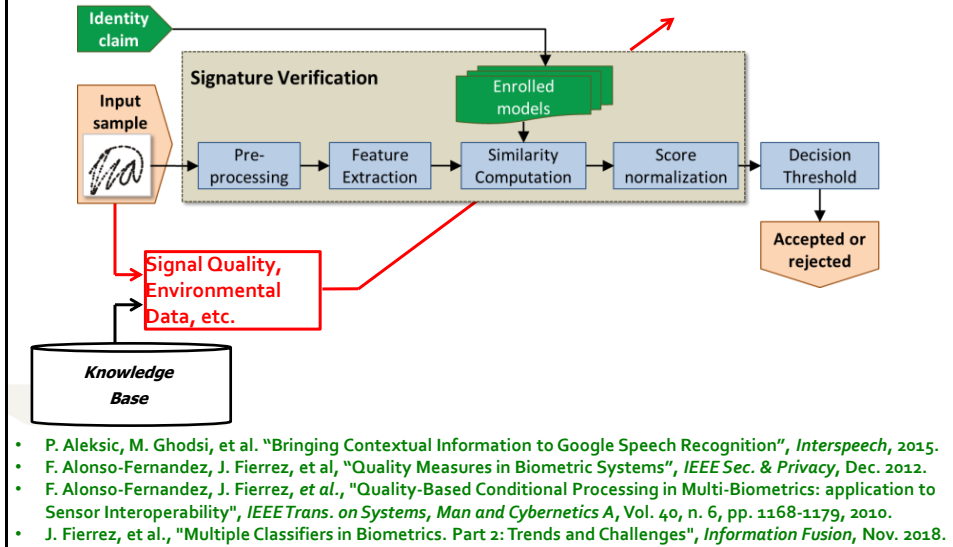 Identity
claim
Signature Verification
Enrolled
models
Input
sample
Pre-
processing
Feature
Extraction
Similarity
Computation
Score
normalization
Decision
Threshold
Accepted or
rejected
Signal Quality,
Environmental
Data, etc.
Knowledge
Base
• P. Aleksic, M. Ghodsi, et al. “Bringing Contextual Information to Google Speech Recognition”, Interspeech, 2015.
• F. Alonso-Fernandez, J. Fierrez, et al, “Quality Measures in Biometric Systems”, IEEE Sec. & Privacy, Dec. 2012.
• F. Alonso-Fernandez, J. Fierrez, et al., "Quality-Based Conditional Processing in Multi-Biometrics: application to
Sensor Interoperability", IEEE Trans. on Systems, Man and Cybernetics A, Vol. 40, n. 6, pp. 1168-1179, 2010.
• J. Fierrez, et al., "Multiple Classifiers in Biometrics. Part 2: Trends and Challenges", Information Fusion, Nov. 2018.